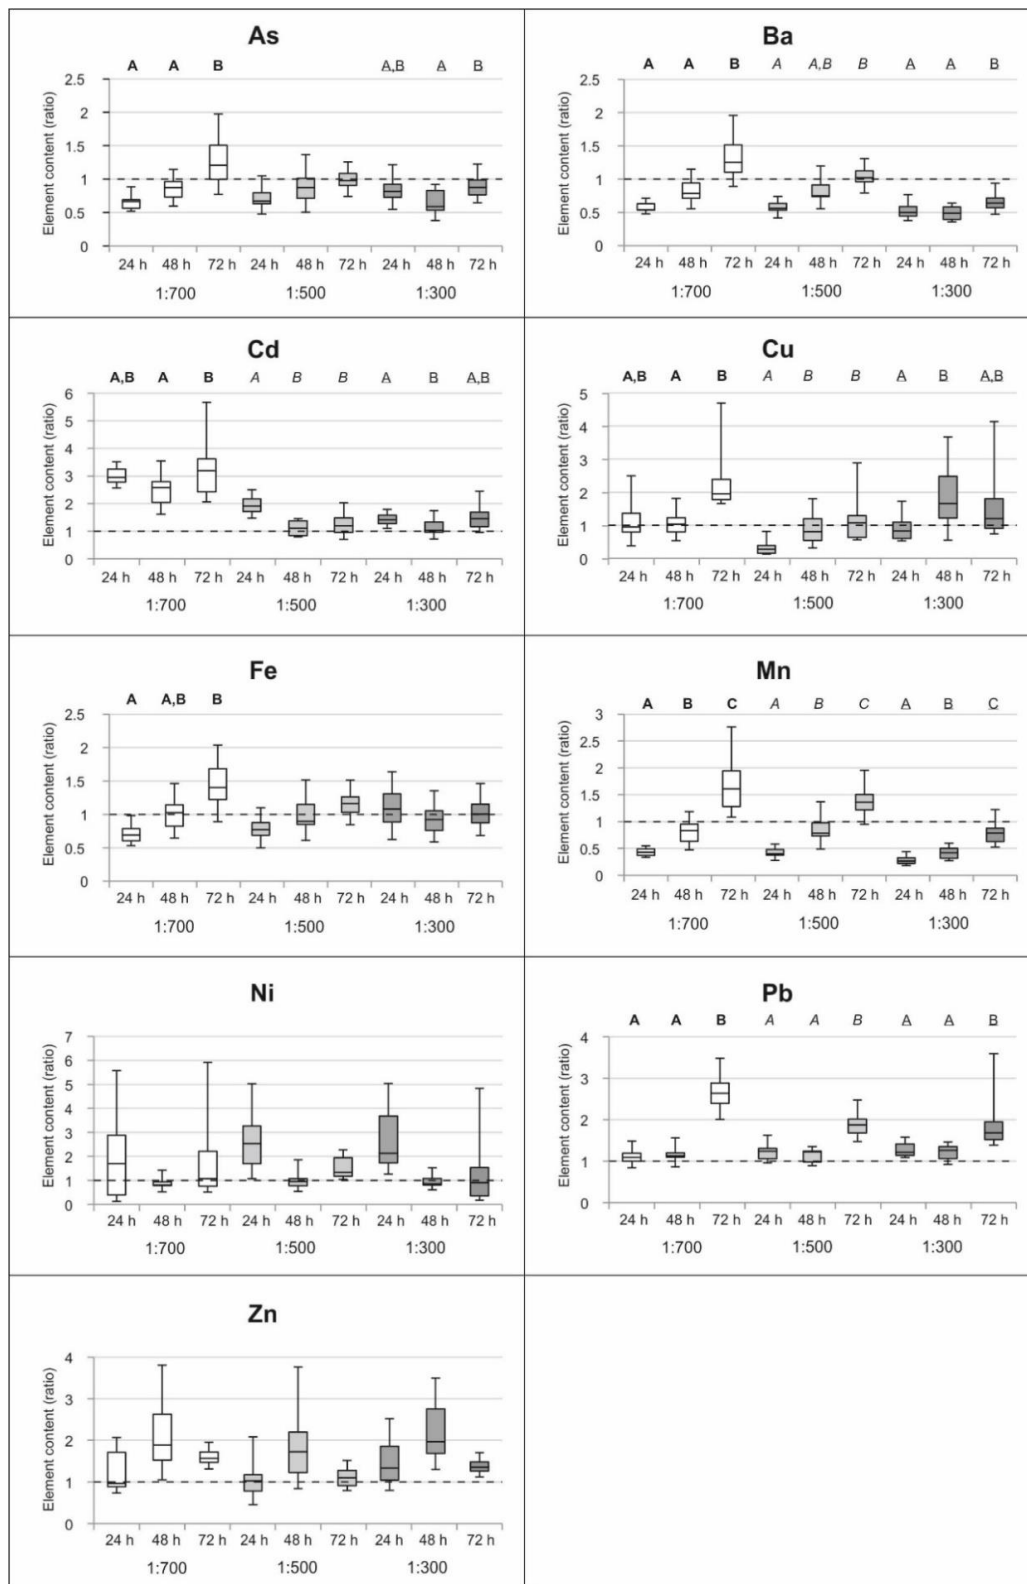 As
A A B A,B A B
Element content (ratio)
2.5
2
1.5
1
0.5
0
24 h 48 h 72 h 24 h 48 h 72 h 24 h 48 h 72 h
1:700 1:500 1:300
Ba
A A B A A,B B A A B
Element content (ratio)
2.5
2
1.5
1
0.5
0
24 h 48 h 72 h 24 h 48 h 72 h 24 h 48 h 72 h
1:700 1:500 1:300
Cd
A,B A B A B B A B A,B
Element content (ratio)
6
5
4
3
2
1
0
24 h 48 h 72 h 24 h 48 h 72 h 24 h 48 h 72 h
1:700 1:500 1:300
Cu
A,B A B A B B A B A,B
Element content (ratio)
5
4
3
2
1
0
24 h 48 h 72 h 24 h 48 h 72 h 24 h 48 h 72 h
1:700 1:500 1:300
Fe
A A,B B
Element content (ratio)
2.5
2
1.5
1
0.5
0
24 h 48 h 72 h 24 h 48 h 72 h 24 h 48 h 72 h
1:700 1:500 1:300
Mn
A B C A B C A B C
Element content (ratio)
3
2.5
2
1.5
1
0.5
0
24 h 48 h 72 h 24 h 48 h 72 h 24 h 48 h 72 h
1:700 1:500 1:300
Ni
Element content (ratio)
7
6
5
4
3
2
1
0
24 h 48 h 72 h 24 h 48 h 72 h 24 h 48 h 72 h
1:700 1:500 1:300
Pb
A A B A A B A A B
Element content (ratio)
4
3
2
1
0
24 h 48 h 72 h 24 h 48 h 72 h 24 h 48 h 72 h
1:700 1:500 1:300
Zn
Element content (ratio)
4
3
2
1
0
24 h 48 h 72 h 24 h 48 h 72 h 24 h 48 h 72 h
1:700 1:500 1:300